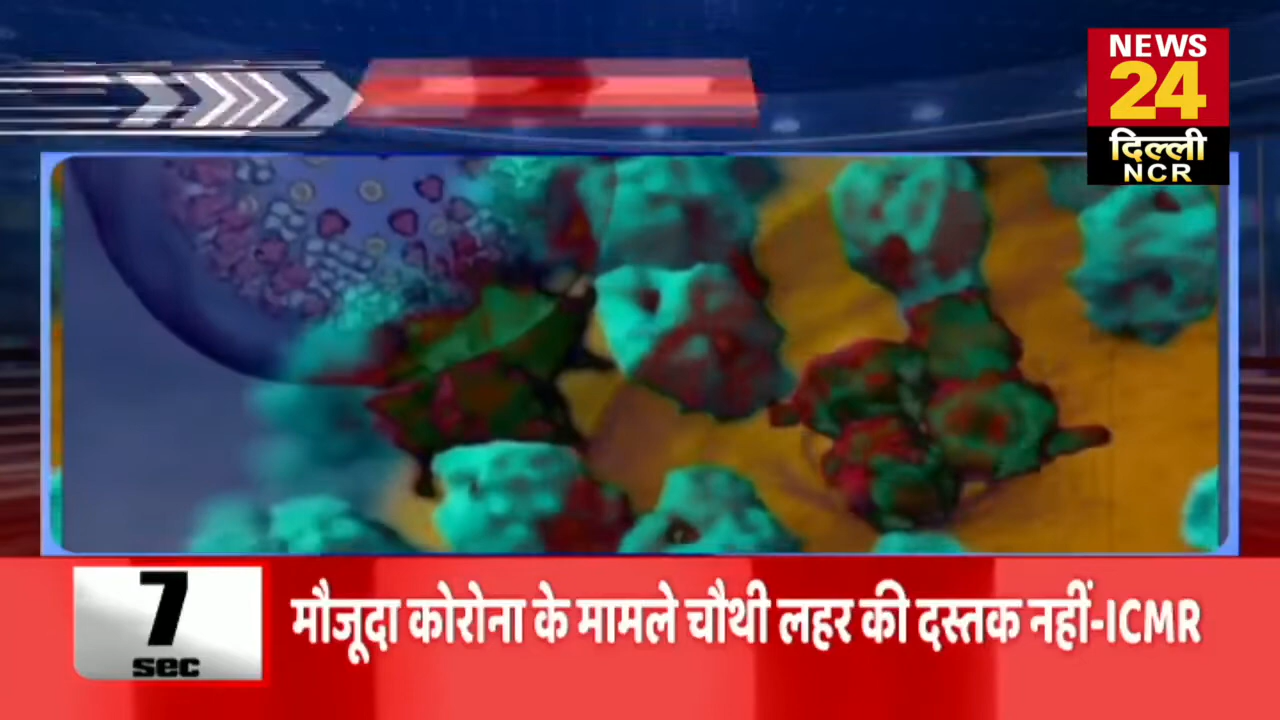 NEWS
24
दिल्ली
NCR
7
sec
मौजूदा कोरोना के मामले चौथी लहर की दस्तक नहीं-ICMR